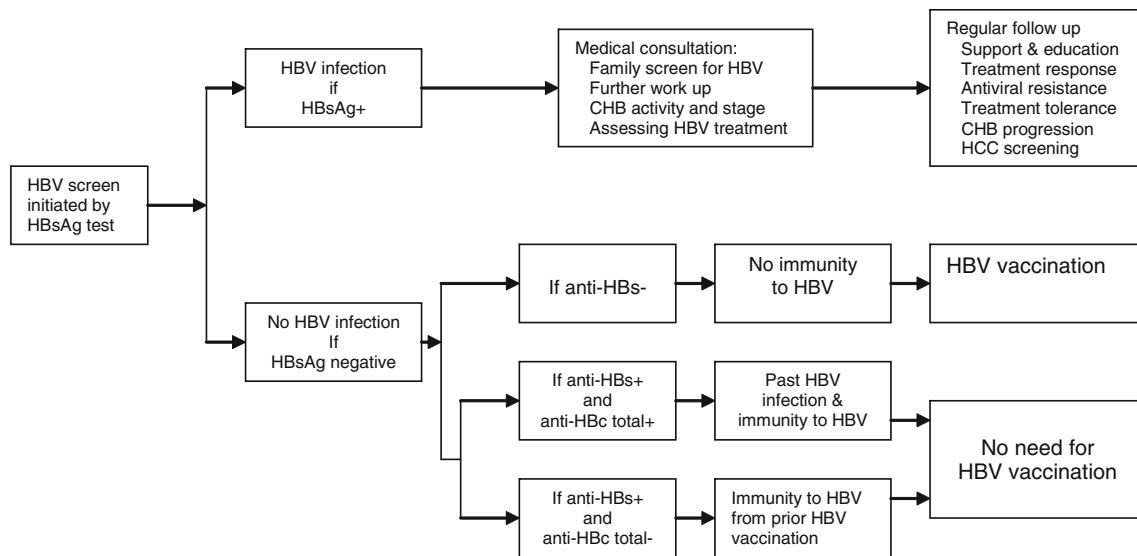 HBV screen
initiated by
HBsAg test
HBV infection
if
HBsAg+
Medical consultation:
Family screen for HBV
Further work up
CHB activity and stage
Assessing HBV treatment
Regular follow up
Support & education
Treatment response
Antiviral resistance
Treatment tolerance
CHB progression
HCC screening
No HBV infection
If
HBsAg negative
If anti-HBs-
No immunity
to HBV
HBV vaccination
If anti-HBs+
and
anti-HBc total+
Past HBV
infection &
immunity to HBV
If anti-HBs+
and
anti-HBc total-
Immunity to HBV
from prior HBV
vaccination
No need for
HBV vaccination